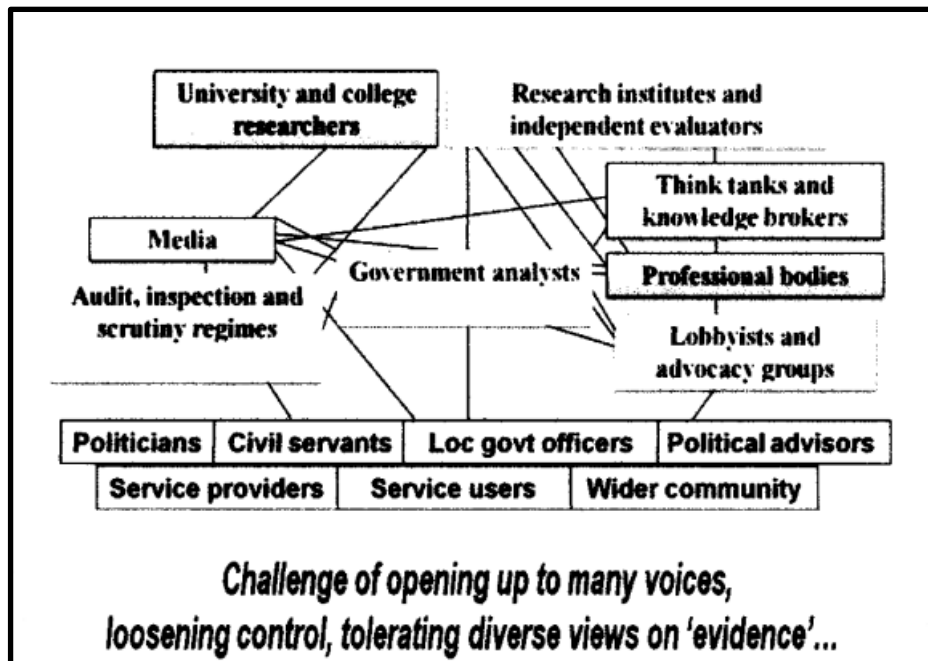 University and college
researchers
Research institutes and
independent evaluators
Think tanks and
knowledge brokers
Media
Government analysts
Professional bodies
Audit, inspection and
scrutiny regimes
Lobbyists and
advocacy groups
Politicians
Civil servants
Loc govt officers
Political advisors
Service providers
Service users
Wider community
Challenge of opening up to many voices,
loosening control, tolerating diverse views on 'evidence'...